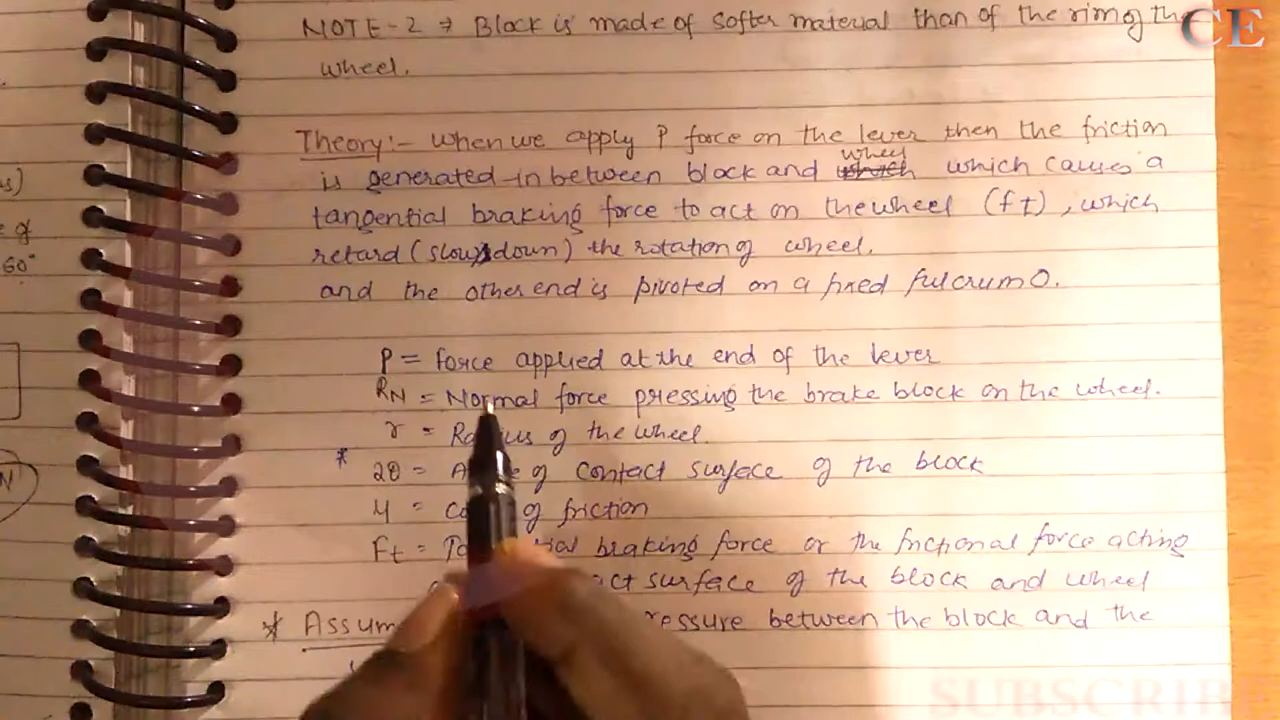 NOTE-2 → Block is made of softer material than of the rim of the
CE
wheel.
Theory:- when we apply P force on the lever then the friction
wheel
is generated in between block and which causes a
tangential braking force to act on the wheel (ft), which
retard (slow down) the rotation of wheel.
and the other end is pivoted on a fixed fulcrum O.
P = force applied at the end of the lever
RN = Normal force pressing the brake block on the wheel.
r = of the wheel.
* 2θ = of contact surface of the block
μ = of friction
Ft = braking force or the frictional force acting
surface of the block and wheel
* between the block and the
s)
e of
60°
N
SUBSCRIBE